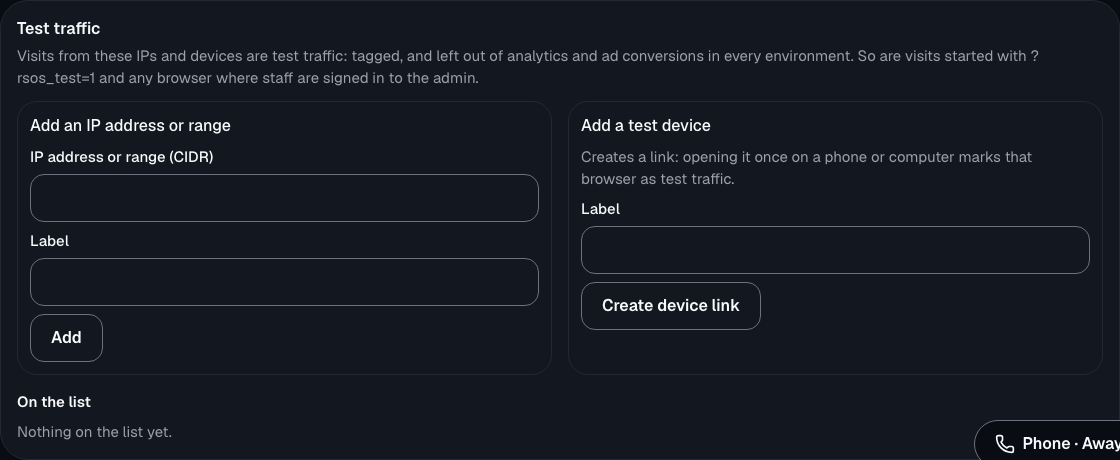 Test traffic
Visits from these IPs and devices are test traffic: tagged, and left out of analytics and ad conversions in every environment. So are visits started with ?
rsos_test=1 and any browser where staff are signed in to the admin.
Add an IP address or range
IP address or range (CIDR)
Label
Add
Add a test device
Creates a link: opening it once on a phone or computer marks that
browser as test traffic.
Label
Create device link
On the list
Nothing on the list yet.
Phone · Away